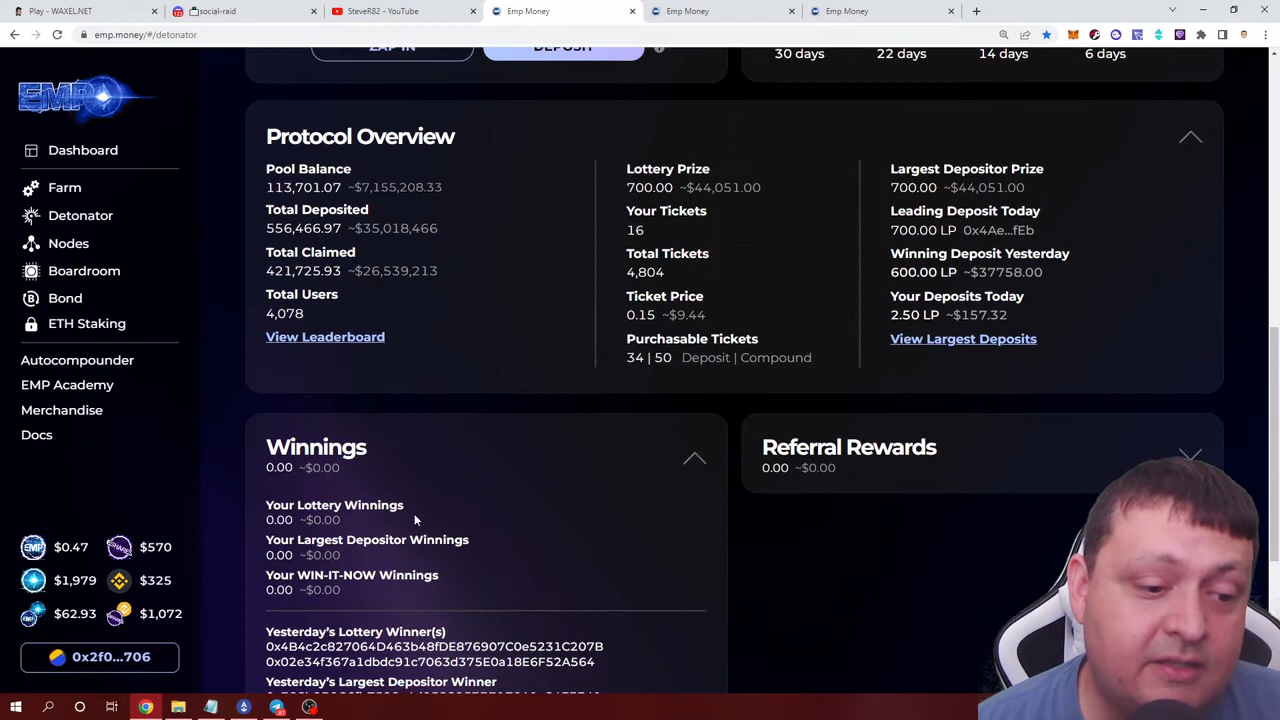 Play - WAXEL.NET
social-raid
SteveR82 - YouTube
Emp Money
Emp Money
Emp Money
emp.money/#/detonator
EMP
Dashboard
Farm
Detonator
Nodes
Boardroom
Bond
ETH Staking
Autocompounder
EMP Academy
Merchandise
Docs
$0.47
$570
$1,979
$325
$62.93
$1,072
0x2f0...706
ZAP IN
DEPOSIT
30 days
22 days
14 days
6 days
Protocol Overview
Pool Balance
113,701.07 ~$7,155,208.33
Total Deposited
556,466.97 ~$35,018,466
Total Claimed
421,725.93 ~$26,539,213
Total Users
4,078
View Leaderboard
Lottery Prize
700.00 ~$44,051.00
Your Tickets
16
Total Tickets
4,804
Ticket Price
0.15 ~$9.44
Purchasable Tickets
34 | 50 Deposit | Compound
Largest Depositor Prize
700.00 ~$44,051.00
Leading Deposit Today
700.00 LP 0x4Ae...fEb
Winning Deposit Yesterday
600.00 LP ~$37758.00
Your Deposits Today
2.50 LP ~$157.32
View Largest Deposits
Winnings
0.00 ~$0.00
Your Lottery Winnings
0.00 ~$0.00
Your Largest Depositor Winnings
0.00 ~$0.00
Your WIN-IT-NOW Winnings
0.00 ~$0.00
Yesterday's Lottery Winner(s)
0x4B4c2c827064D463b48fDE876907C0e5231C207B
0x02e34f367a1dbdc91c7063d375E0a18E6F52A564
Yesterday's Largest Depositor Winner
Referral Rewards
0.00 ~$0.00